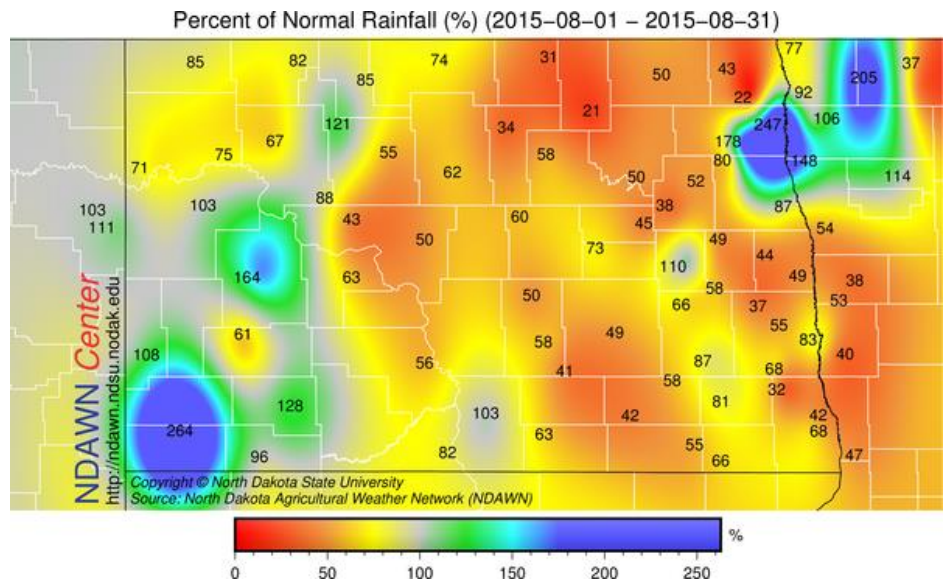 Percent of Normal Rainfall (%) (2015−08−01 − 2015−08−31)
85 82 85 74 31 50 43 77 205 37
22 92
121 21 34 247 106
67 178
71 75 55 62 58 80 148
50 52 114
103 88 38 87
103 111 43 50 60 45 54
73 49 44
164 63 110 49 38
50 66 58 37 53
61 58 49 55 83
108 56 41 87 68 40
58
128 103 42 81 32 42
264 63 68
96 82 55 66 47
NDAWN Center
http://ndawn.ndsu.nodak.edu
Copyright © North Dakota State University
Source: North Dakota Agricultural Weather Network (NDAWN)
%
0 50 100 150 200 250